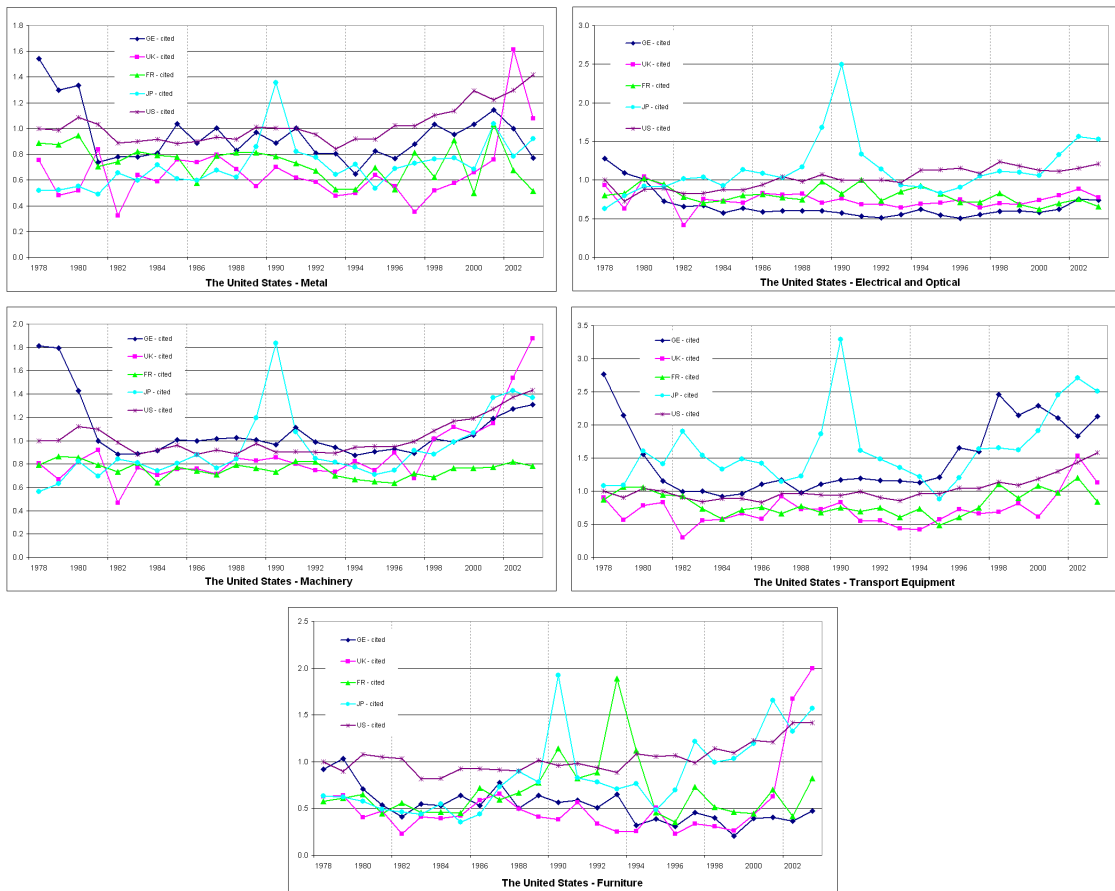 1.8
1.6
1.4
1.2
1.0
0.8
0.6
0.4
0.2
0.0
GE - cited
UK - cited
FR - cited
JP - cited
US - cited
1978 1980 1982 1984 1986 1988 1990 1992 1994 1996 1998 2000 2002
The United States - Metal
3.0
2.5
2.0
1.5
1.0
0.5
0.0
GE - cited
UK - cited
FR - cited
JP - cited
US - cited
1978 1980 1982 1984 1986 1988 1990 1992 1994 1996 1998 2000 2002
The United States - Electrical and Optical
2.0
1.8
1.6
1.4
1.2
1.0
0.8
0.6
0.4
0.2
0.0
GE - cited
UK - cited
FR - cited
JP - cited
US - cited
1978 1980 1982 1984 1986 1988 1990 1992 1994 1996 1998 2000 2002
The United States - Machinery
3.5
3.0
2.5
2.0
1.5
1.0
0.5
0.0
GE - cited
UK - cited
FR - cited
JP - cited
US - cited
1978 1980 1982 1984 1986 1988 1990 1992 1994 1996 1998 2000 2002
The United States - Transport Equipment
2.5
2.0
1.5
1.0
0.5
0.0
GE - cited
UK - cited
FR - cited
JP - cited
US - cited
1978 1980 1982 1984 1986 1988 1990 1992 1994 1996 1998 2000 2002
The United States - Furniture